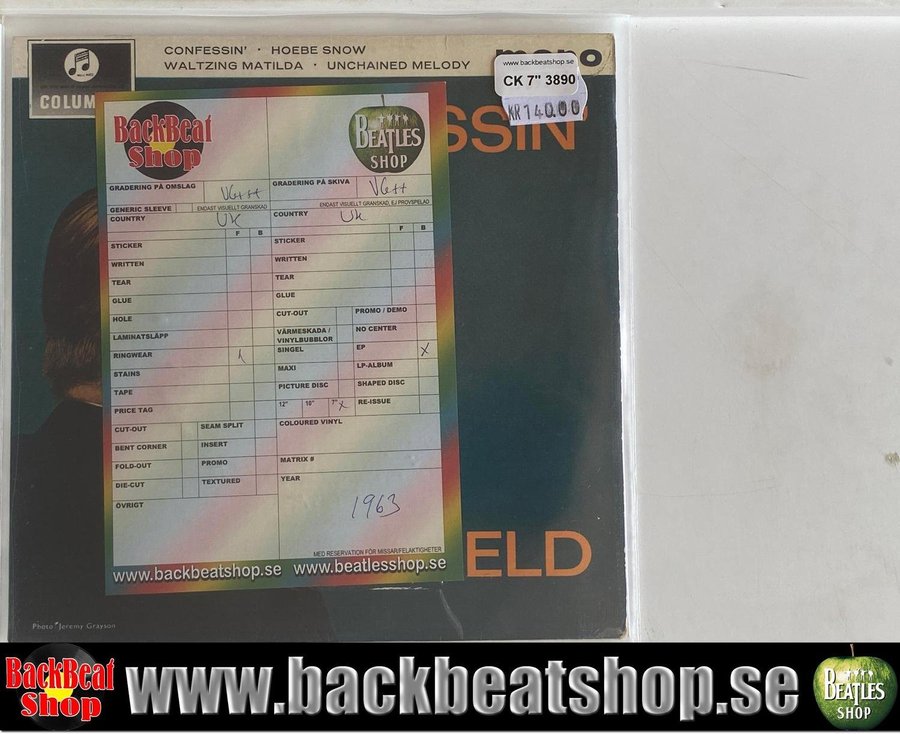 CONFESSIN' · HOEBE SNOW
WALTZING MATILDA · UNCHAINED MELODY
mono
COLUM
www.backbeatshop.se
CK 7" 3890
KR 140.00
SSIN'
BackBeat
Shop
BEATLES
SHOP
GRADERING PÅ OMSLAG VG+++
GRADERING PÅ SKIVA VG++
GENERIC SLEEVE
ENDAST VISUELLT GRANSKAD
ENDAST VISUELLT GRANSKAD, EJ PROVSPELAD
COUNTRY UK
COUNTRY UK
F B
F B
STICKER
STICKER
WRITTEN
WRITTEN
TEAR
TEAR
GLUE
GLUE
HOLE
CUT-OUT PROMO / DEMO
LAMINATSLÄPP
VÄRMESKADA /
VINYLBUBBLOR
NO CENTER
RINGWEAR
SINGEL EP X
STAINS
MAXI LP-ALBUM
TAPE
PICTURE DISC SHAPED DISC
PRICE TAG
12" 10" 7" X RE-ISSUE
CUT-OUT SEAM SPLIT
COLOURED VINYL
BENT CORNER INSERT
FOLD-OUT PROMO
MATRIX #
DIE-CUT TEXTURED
YEAR
ÖVRIGT
1963
MED RESERVATION FÖR MISSAR/FELAKTIGHETER
www.backbeatshop.se www.beatlesshop.se
ELD
Photo Jeremy Grayson
BackBeat
Shop
www.backbeatshop.se
BEATLES
SHOP